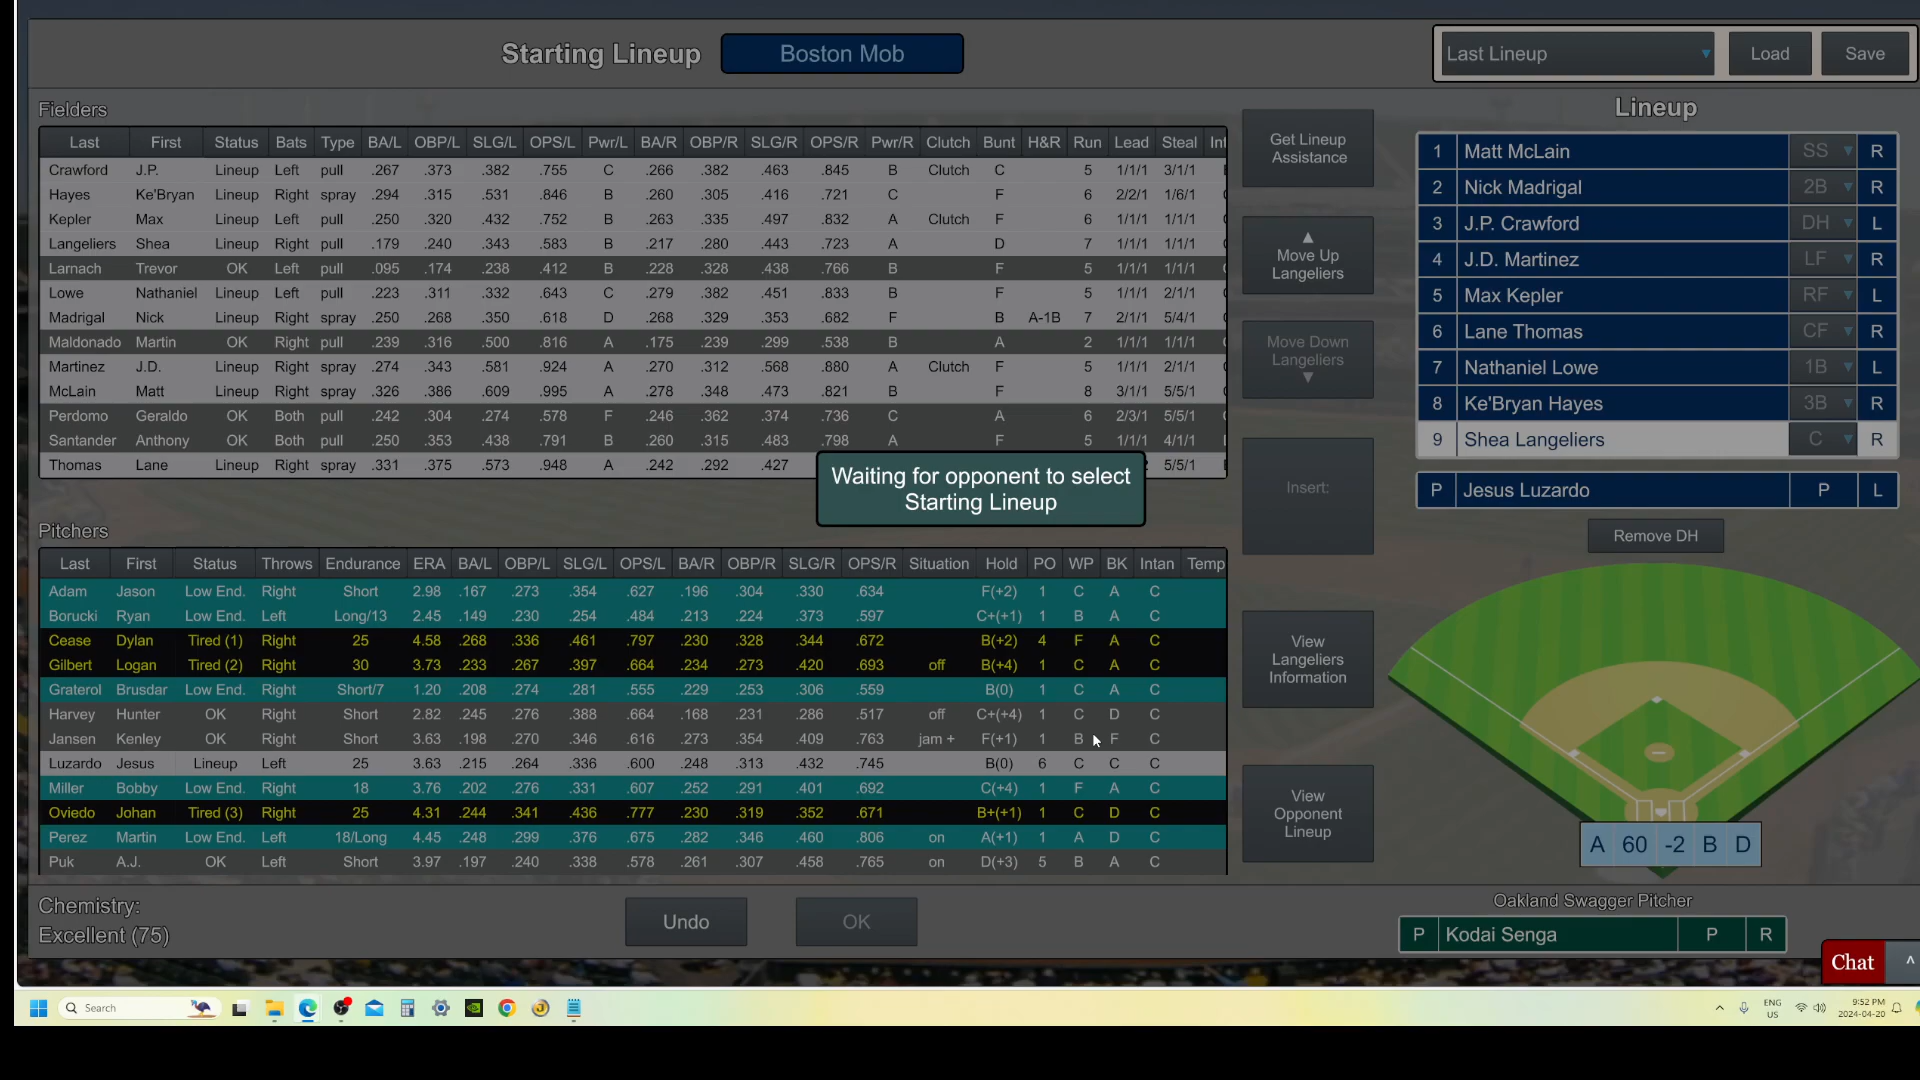 Starting Lineup Boston Mob Last Lineup Load Save
Fielders
Last First Status Bats Type BA/L OBP/L SLG/L OPS/L Pwr/L BA/R OBP/R SLG/R OPS/R Pwr/R Clutch Bunt H&R Run Lead Steal Int
Crawford J.P. Lineup Left pull .267 .373 .382 .755 C .266 .382 .463 .845 B Clutch C 5 1/1/1 3/1/1
Hayes Ke'Bryan Lineup Right spray .294 .315 .531 .846 B .260 .305 .416 .721 C F 6 2/2/1 1/6/1
Kepler Max Lineup Left pull .250 .320 .432 .752 B .263 .335 .497 .832 A Clutch F 6 1/1/1 1/1/1
Langeliers Shea Lineup Right pull .179 .240 .343 .583 B .217 .280 .443 .723 A D 7 1/1/1 1/1/1
Larnach Trevor OK Left pull .095 .174 .238 .412 B .228 .328 .438 .766 B F 5 1/1/1 1/1/1
Lowe Nathaniel Lineup Left pull .223 .311 .332 .643 C .279 .382 .451 .833 B F 5 1/1/1 2/1/1
Madrigal Nick Lineup Right spray .250 .268 .350 .618 D .268 .329 .353 .682 F B A-1B 7 2/1/1 5/4/1
Maldonado Martin OK Right pull .239 .316 .500 .816 A .175 .239 .299 .538 B A 2 1/1/1 1/1/1
Martinez J.D. Lineup Right pull .274 .343 .581 .924 A .270 .312 .568 .880 A Clutch F 5 1/1/1 2/1/1
McLain Matt Lineup Right spray .326 .386 .609 .995 A .278 .348 .473 .821 B F 8 3/1/1 5/5/1
Perdomo Geraldo OK Both pull .242 .304 .274 .578 F .246 .362 .374 .736 C A 6 2/3/1 5/5/1
Santander Anthony OK Both pull .250 .353 .438 .791 B .260 .315 .483 .798 A F 5 1/1/1 4/1/1
Thomas Lane Lineup Right spray .331 .375 .573 .948 A .242 .292 .427 5/5/1
Waiting for opponent to select
Starting Lineup
Pitchers
Last First Status Throws Endurance ERA BA/L OBP/L SLG/L OPS/L BA/R OBP/R SLG/R OPS/R Situation Hold PO WP BK Intan Temp
Adam Jason Low End. Right Short 2.98 .167 .273 .354 .627 .196 .304 .330 .634 F(+2) 1 C A C
Borucki Ryan Low End. Left Long/13 2.45 .149 .230 .254 .484 .213 .224 .373 .597 C+(+1) 1 B A C
Cease Dylan Tired (1) Right 25 4.58 .268 .336 .461 .797 .230 .328 .344 .672 B(+2) 4 F A C
Gilbert Logan Tired (2) Right 30 3.73 .233 .267 .397 .664 .234 .273 .420 .693 off B(+4) 1 C A C
Graterol Brusdar Low End. Right Short/7 1.20 .208 .274 .281 .555 .229 .253 .306 .559 B(0) 1 C A C
Harvey Hunter OK Right Short 2.82 .245 .276 .388 .664 .168 .231 .286 .517 off C+(+4) 1 C D C
Jansen Kenley OK Right Short 3.63 .198 .270 .346 .616 .273 .354 .409 .763 jam + F(+1) 1 B F C
Luzardo Jesus Lineup Left 25 3.63 .215 .264 .336 .600 .248 .313 .432 .745 B(0) 6 C C C
Miller Bobby Low End. Right 18 3.76 .202 .276 .331 .607 .252 .291 .401 .692 C(+4) 1 F A C
Oviedo Johan Tired (3) Right 25 4.31 .244 .341 .436 .777 .230 .319 .352 .671 B+(+1) 1 C D C
Perez Martin Low End. Left 18/Long 4.45 .248 .299 .376 .675 .282 .346 .460 .806 on A(+1) 1 A D C
Puk A.J. OK Left Short 3.97 .197 .240 .338 .578 .261 .307 .458 .765 on D(+3) 5 B A C
Chemistry:
Excellent (75)
Undo OK
Get Lineup
Assistance
▲
Move Up
Langeliers
Move Down
Langeliers
▼
Insert:
View
Langeliers
Information
View
Opponent
Lineup
Lineup
1 Matt McLain SS R
2 Nick Madrigal 2B R
3 J.P. Crawford DH L
4 J.D. Martinez LF R
5 Max Kepler RF L
6 Lane Thomas CF R
7 Nathaniel Lowe 1B L
8 Ke'Bryan Hayes 3B R
9 Shea Langeliers C R
P Jesus Luzardo P L
Remove DH
A 60 -2 B D
Oakland Swagger Pitcher
P Kodai Senga P R
Chat ^
Search
ENG
US
9:52 PM
2024-04-20